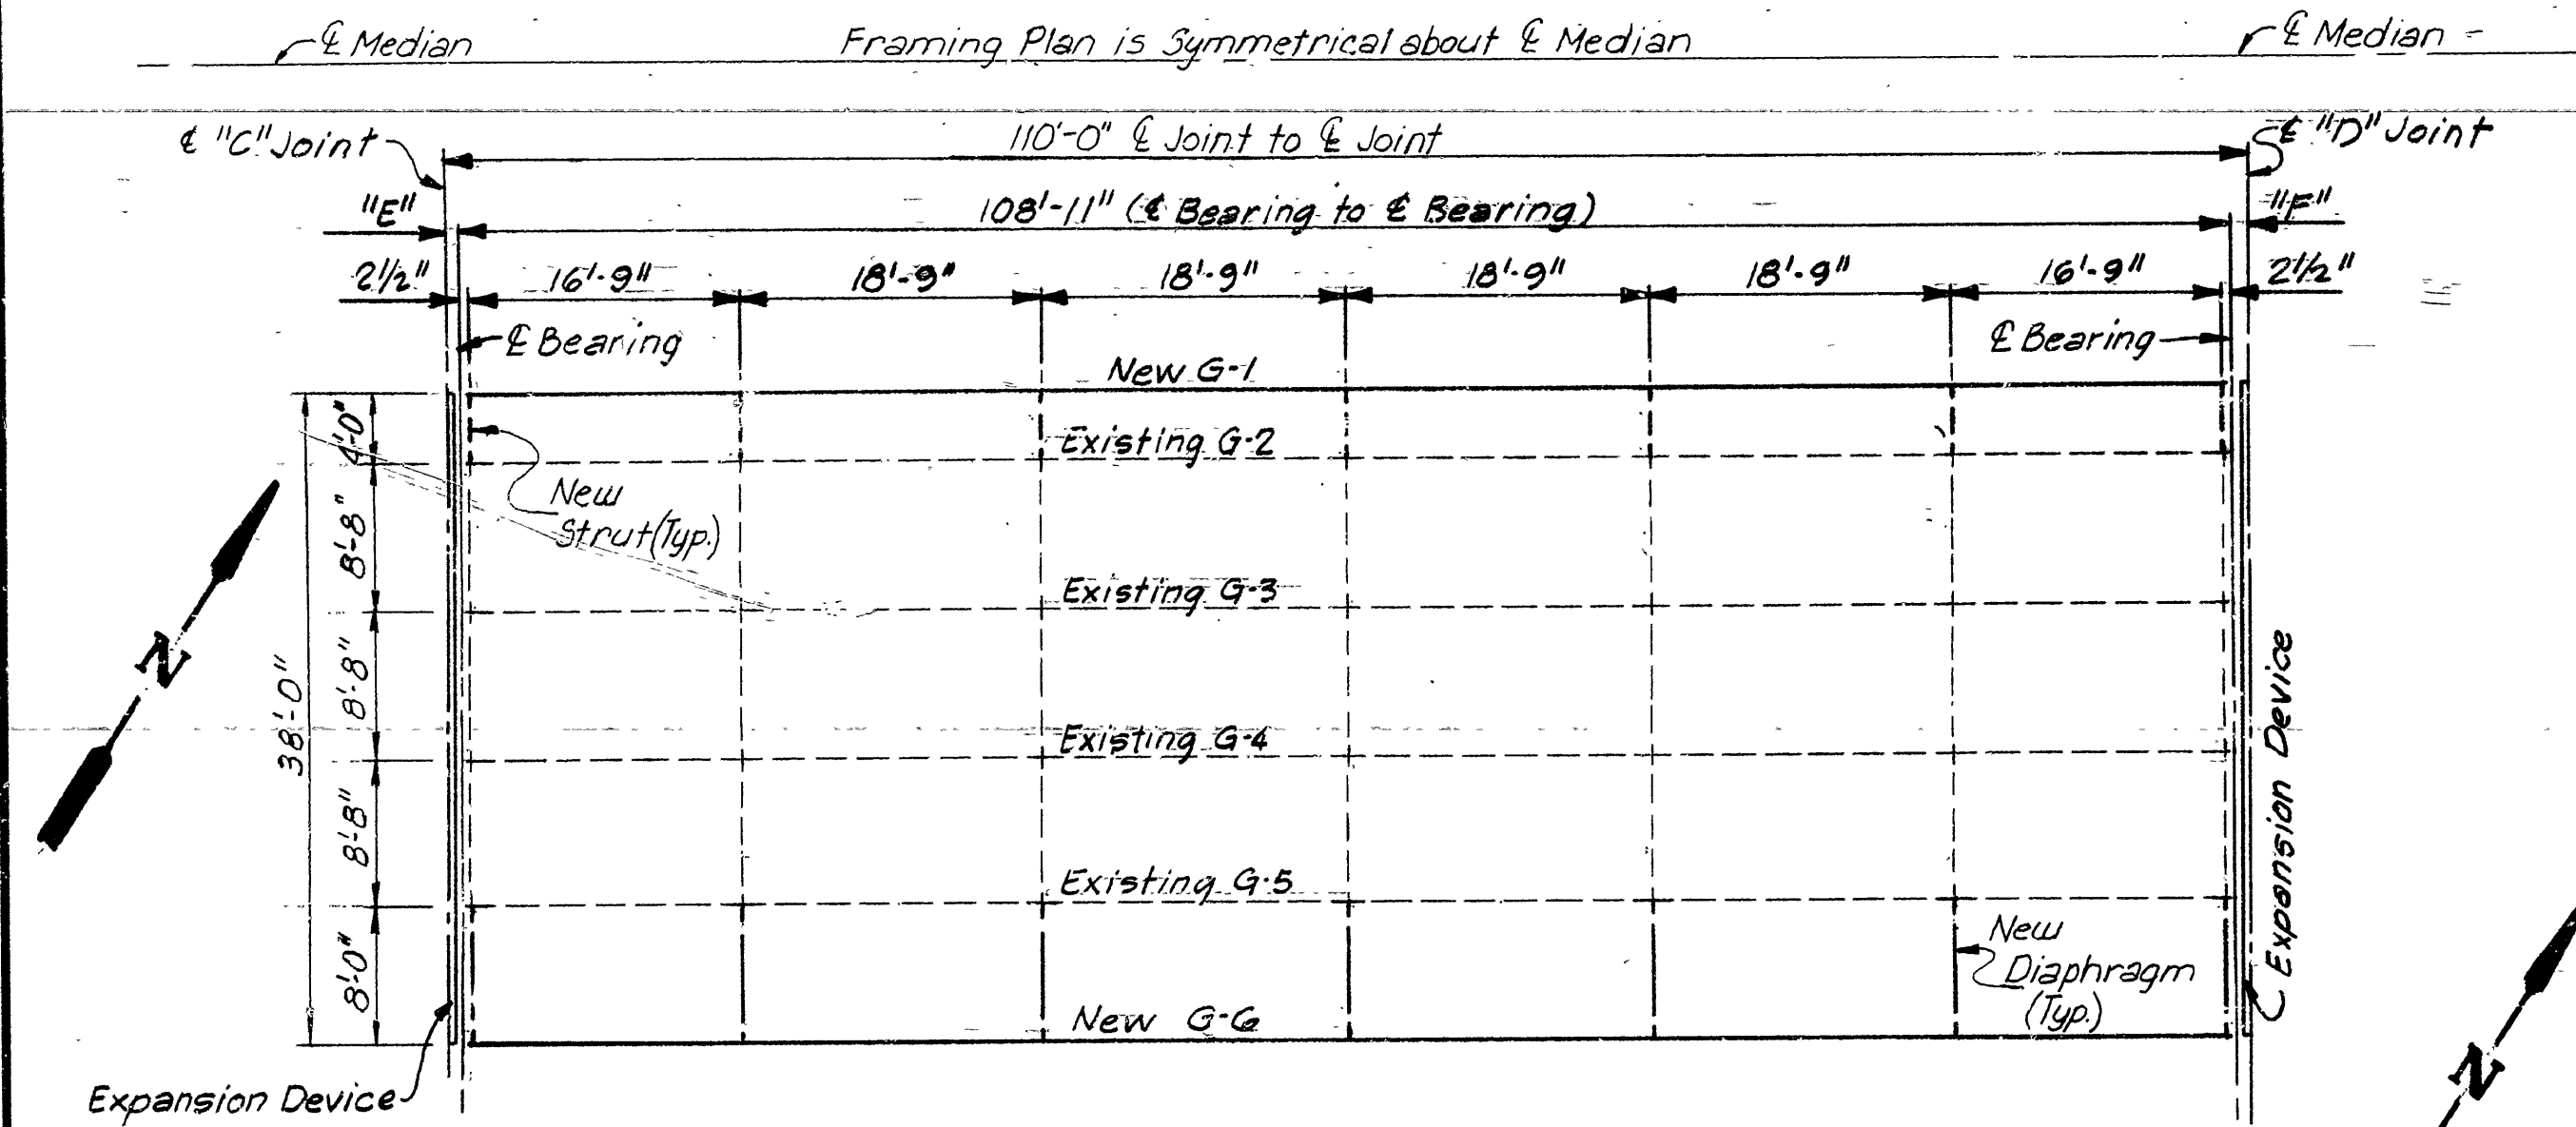 ℄ Median
Framing Plan is Symmetrical about ℄ Median
℄ Median
℄ "C" Joint
110'-0" ℄ Joint to ℄ Joint
℄ "D" Joint
"E"
108'-11" (℄ Bearing to ℄ Bearing)
"F"
2½"
16'-9"
18'-9"
18'-9"
18'-9"
18'-9"
16'-9"
2½"
℄ Bearing
℄ Bearing
New G-1
4'-0"
Existing G-2
New
Strut (Typ.)
8'-8"
Existing G-3
N
8'-8"
38'-0"
Existing G-4
Expansion Device
8'-8"
Existing G-5
8'-0"
New
Diaphragm
(Typ.)
New G-6
N
Expansion Device